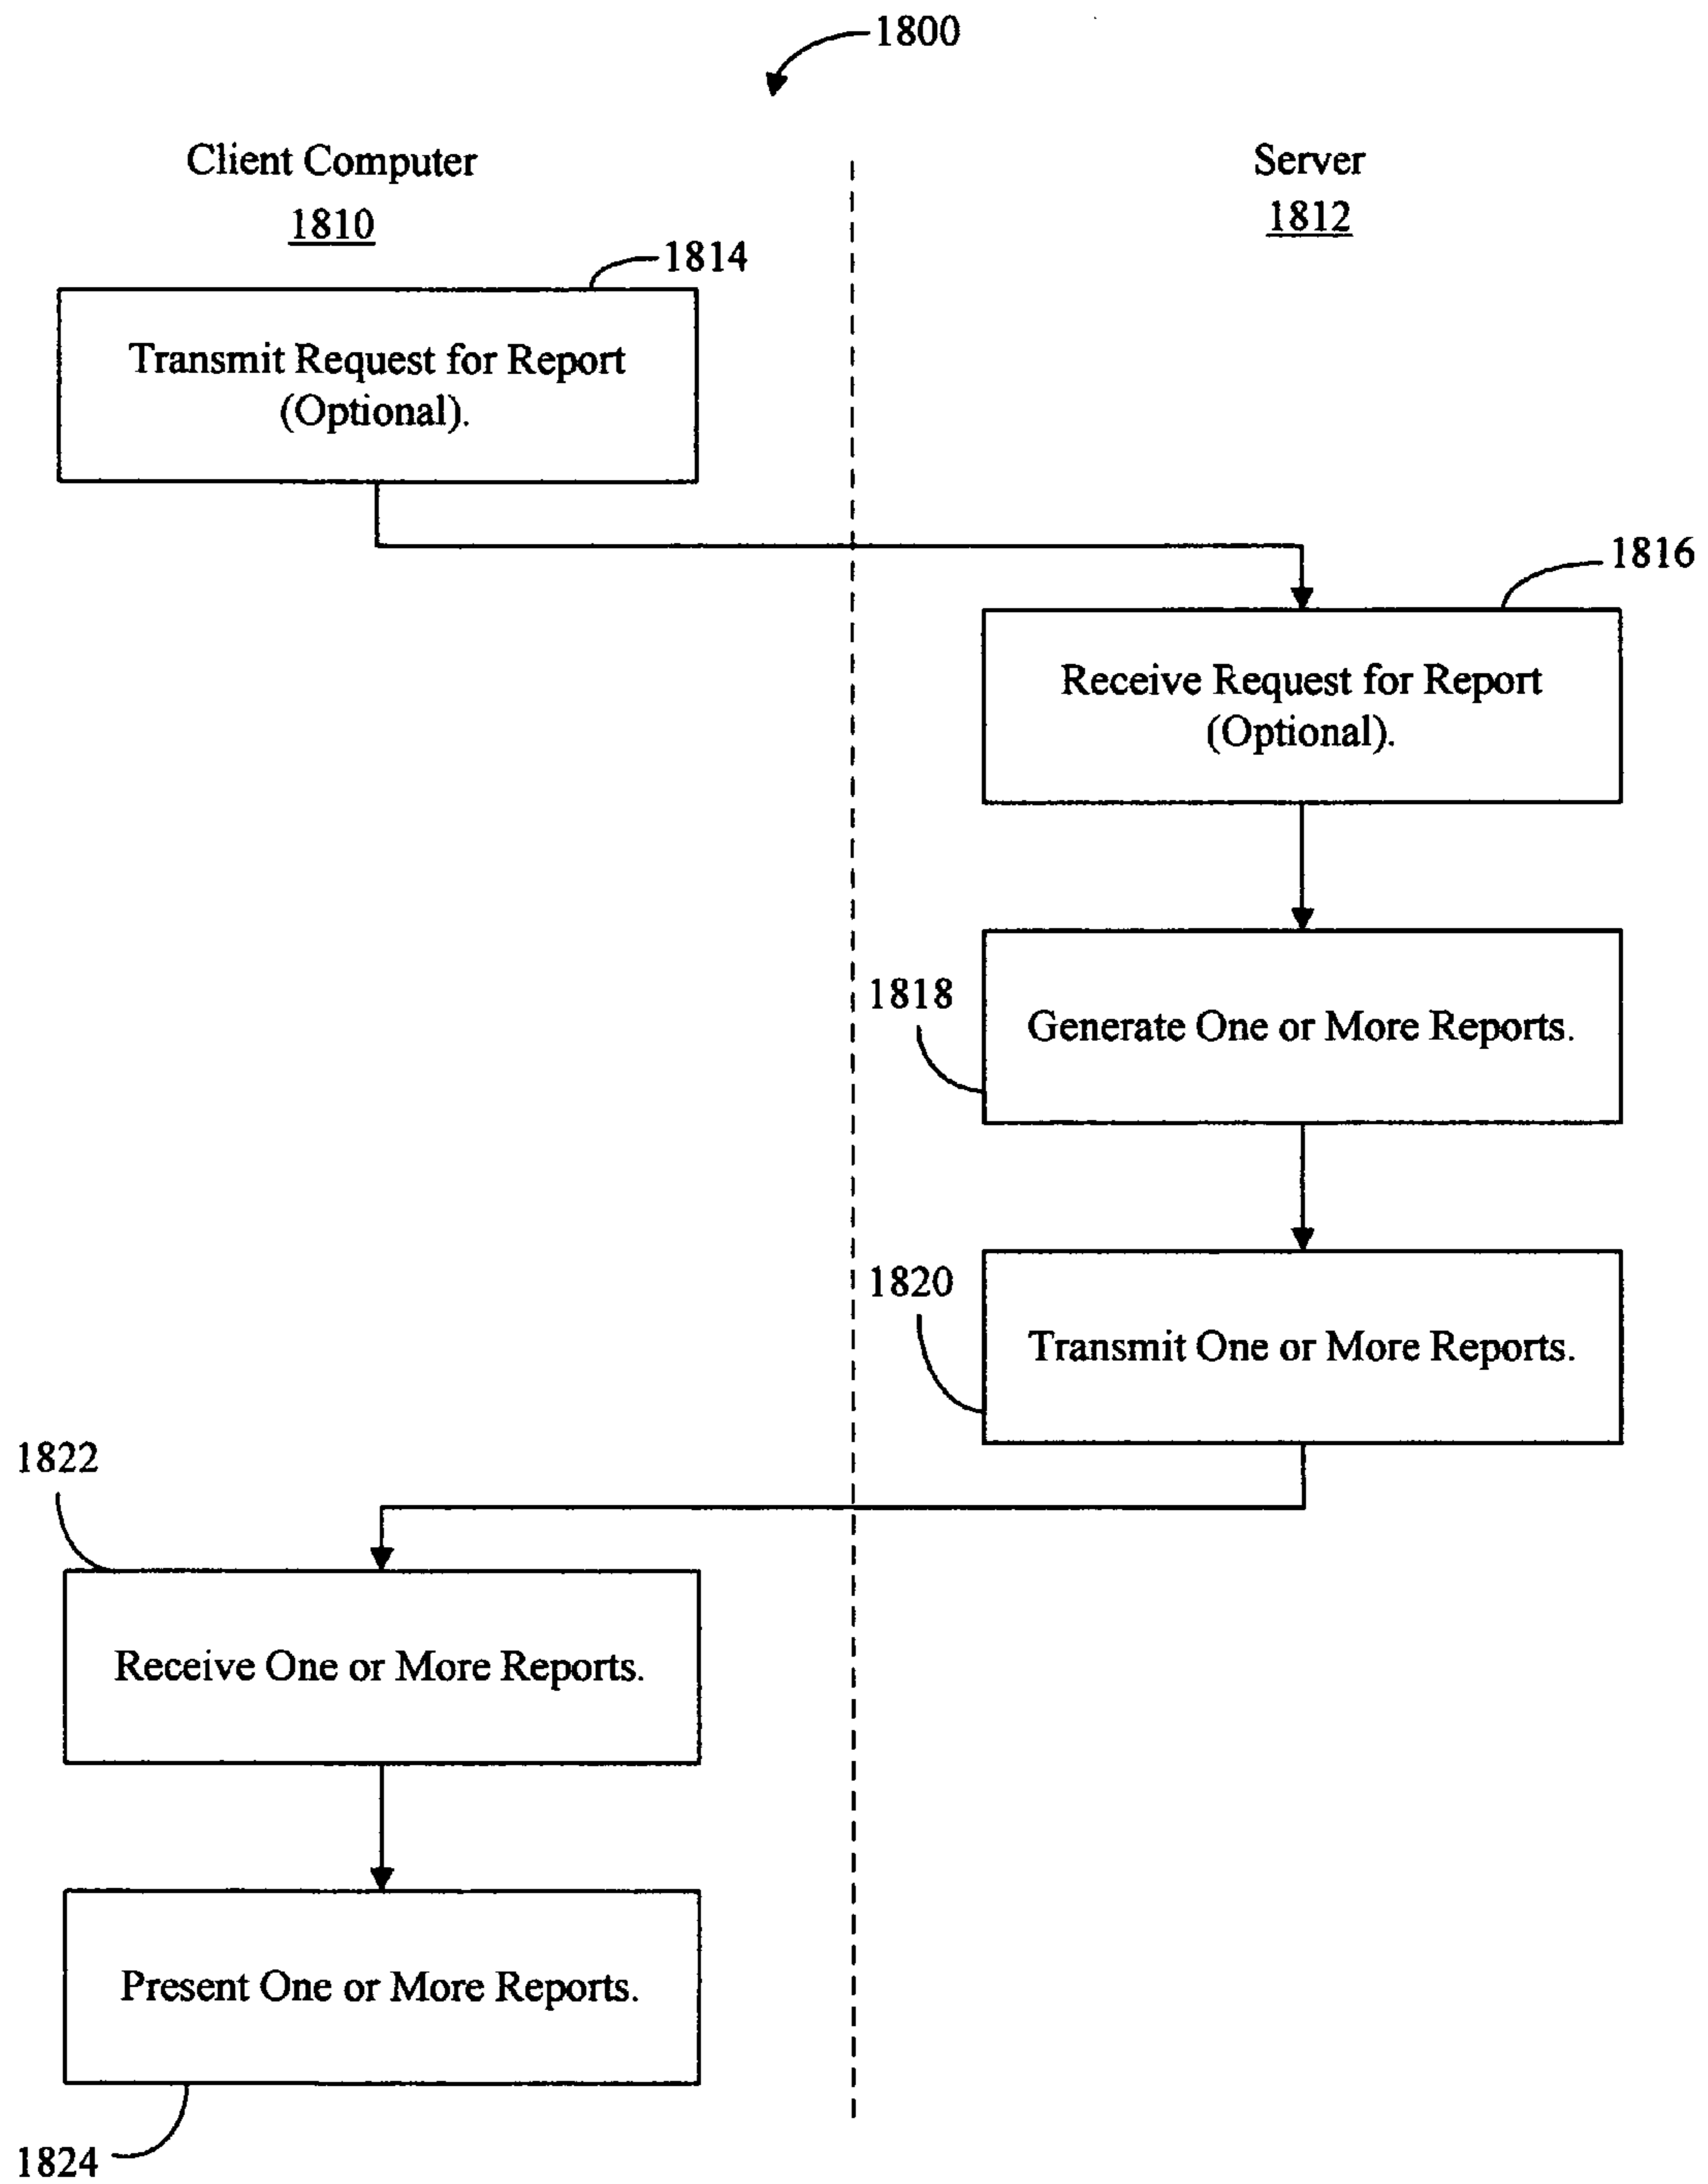 1800
Client Computer
1810
Server
1812
1814
Transmit Request for Report
(Optional).
1816
Receive Request for Report
(Optional).
1818
Generate One or More Reports.
1820
Transmit One or More Reports.
1822
Receive One or More Reports.
Present One or More Reports.
1824